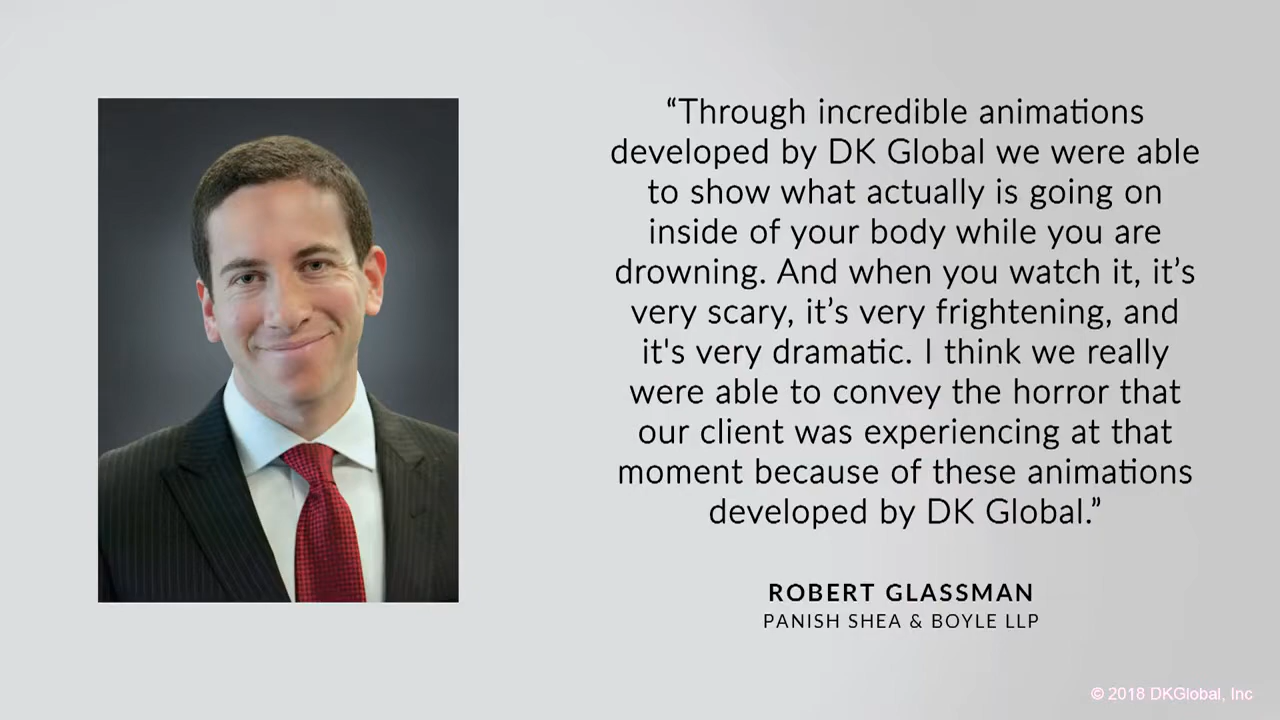 “Through incredible animations
developed by DK Global we were able
to show what actually is going on
inside of your body while you are
drowning. And when you watch it, it’s
very scary, it’s very frightening, and
it's very dramatic. I think we really
were able to convey the horror that
our client was experiencing at that
moment because of these animations
developed by DK Global.”
ROBERT GLASSMAN
PANISH SHEA & BOYLE LLP
© 2018 DKGlobal, Inc